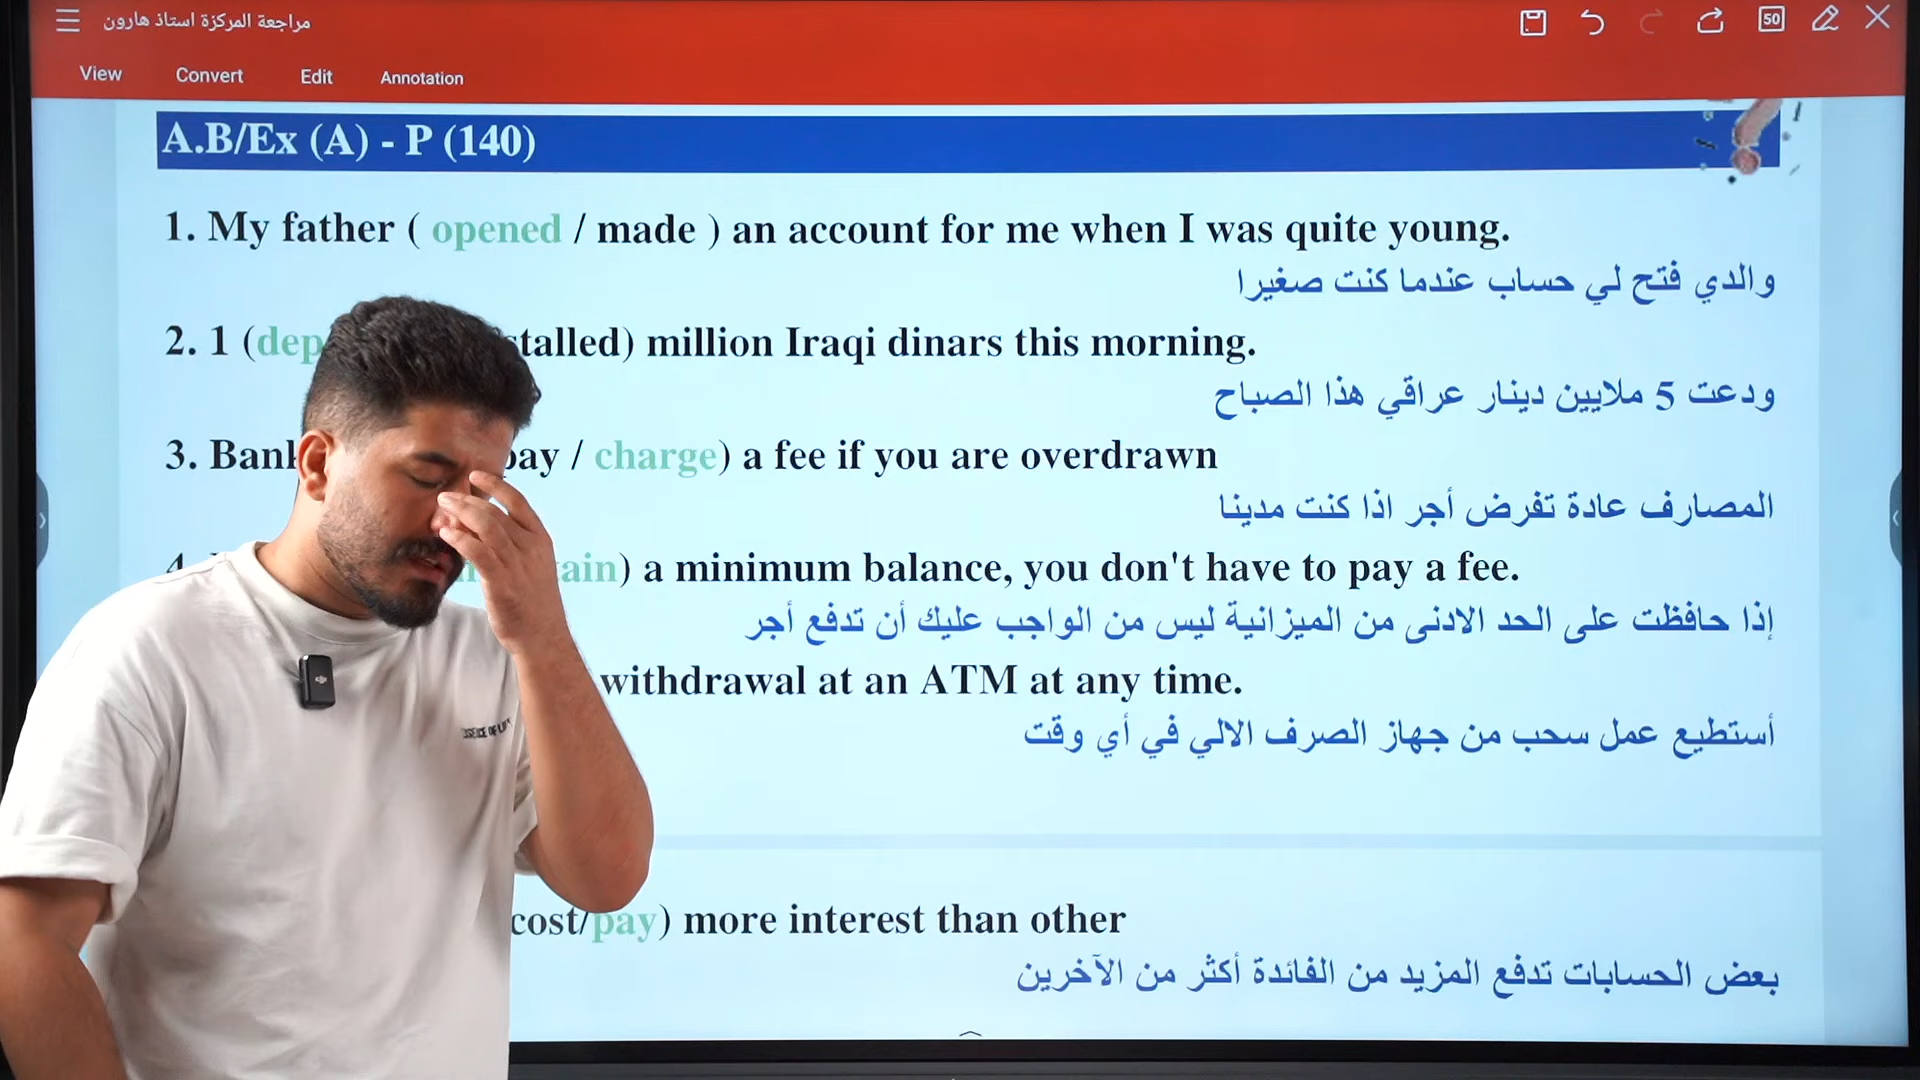 مراجعة المركزة استاذ هارون
50
View Convert Edit Annotation
A.B/Ex (A) - P (140)
1. My father ( opened / made ) an account for me when I was quite young.
والدي فتح لي حساب عندما كنت صغيرا
2. 1 (dep stalled) million Iraqi dinars this morning.
ودعت 5 ملايين دينار عراقي هذا الصباح
3. Bank pay / charge) a fee if you are overdrawn
المصارف عادة تفرض أجر اذا كنت مدينا
4. ain) a minimum balance, you don't have to pay a fee.
إذا حافظت على الحد الادنى من الميزانية ليس من الواجب عليك أن تدفع أجر
withdrawal at an ATM at any time.
أستطيع عمل سحب من جهاز الصرف الالي في أي وقت
cost/pay) more interest than other
بعض الحسابات تدفع المزيد من الفائدة أكثر من الآخرين